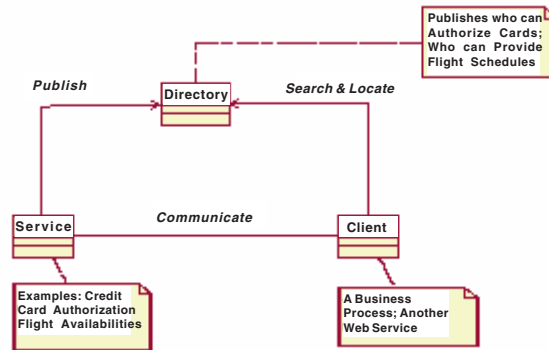 Publishes who can
Authorize Cards;
Who can Provide
Flight Schedules
Publish
Directory
Search & Locate
Service
Communicate
Client
Examples: Credit
Card Authorization
Flight Availabilities
A Business
Process; Another
Web Service